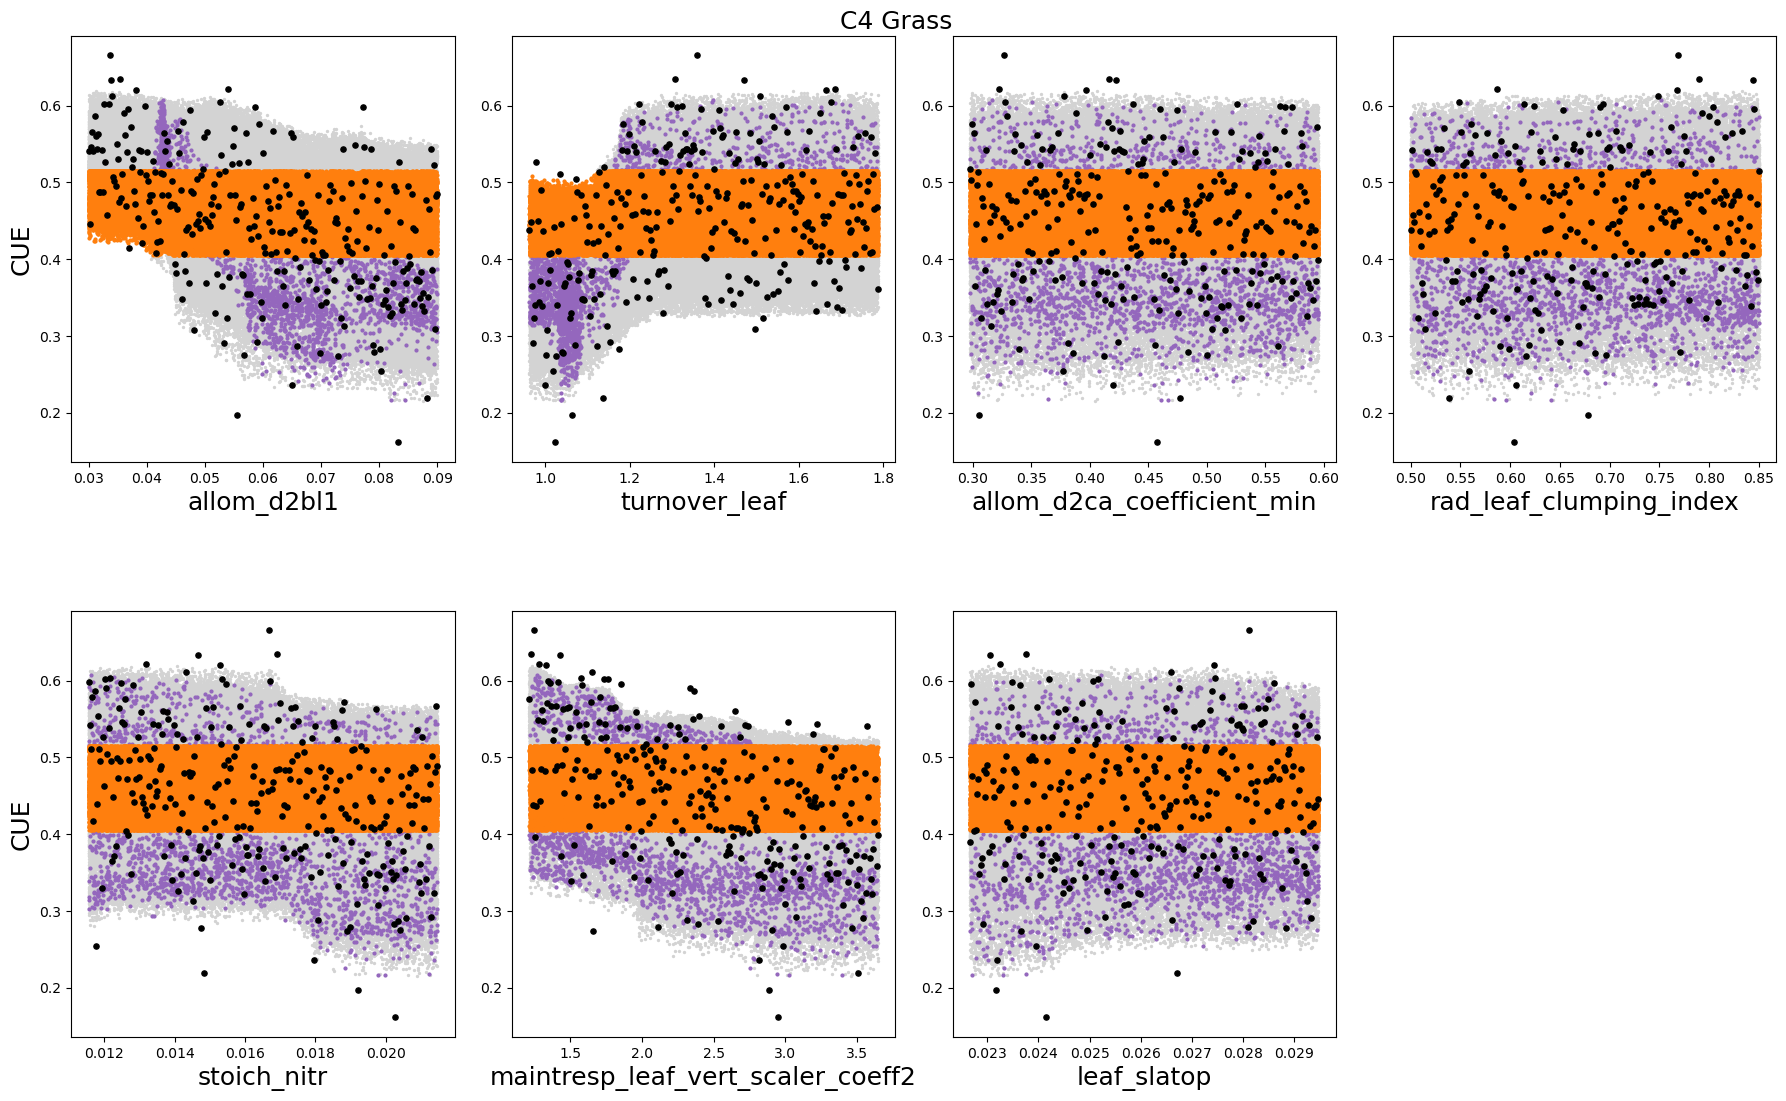 C4 Grass
CUE
0.6
0.5
0.4
0.3
0.2
0.03 0.04 0.05 0.06 0.07 0.08 0.09
allom_d2bl1
1.0 1.2 1.4 1.6 1.8
turnover_leaf
0.30 0.35 0.40 0.45 0.50 0.55 0.60
allom_d2ca_coefficient_min
0.50 0.55 0.60 0.65 0.70 0.75 0.80 0.85
rad_leaf_clumping_index
CUE
0.6
0.5
0.4
0.3
0.2
0.012 0.014 0.016 0.018 0.020
stoich_nitr
1.5 2.0 2.5 3.0 3.5
maintresp_leaf_vert_scaler_coeff2
0.023 0.024 0.025 0.026 0.027 0.028 0.029
leaf_slatop